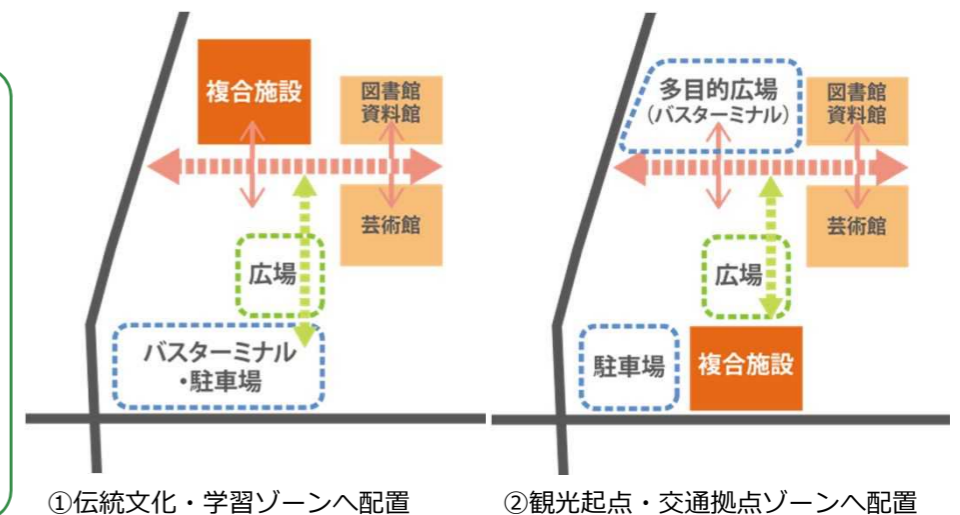 複合施設
図書館
資料館
芸術館
広場
バスターミナル
・駐車場
①伝統文化・学習ゾーンへ配置
多目的広場
(バスターミナル)
図書館
資料館
芸術館
広場
駐車場
複合施設
②観光起点・交通拠点ゾーンへ配置